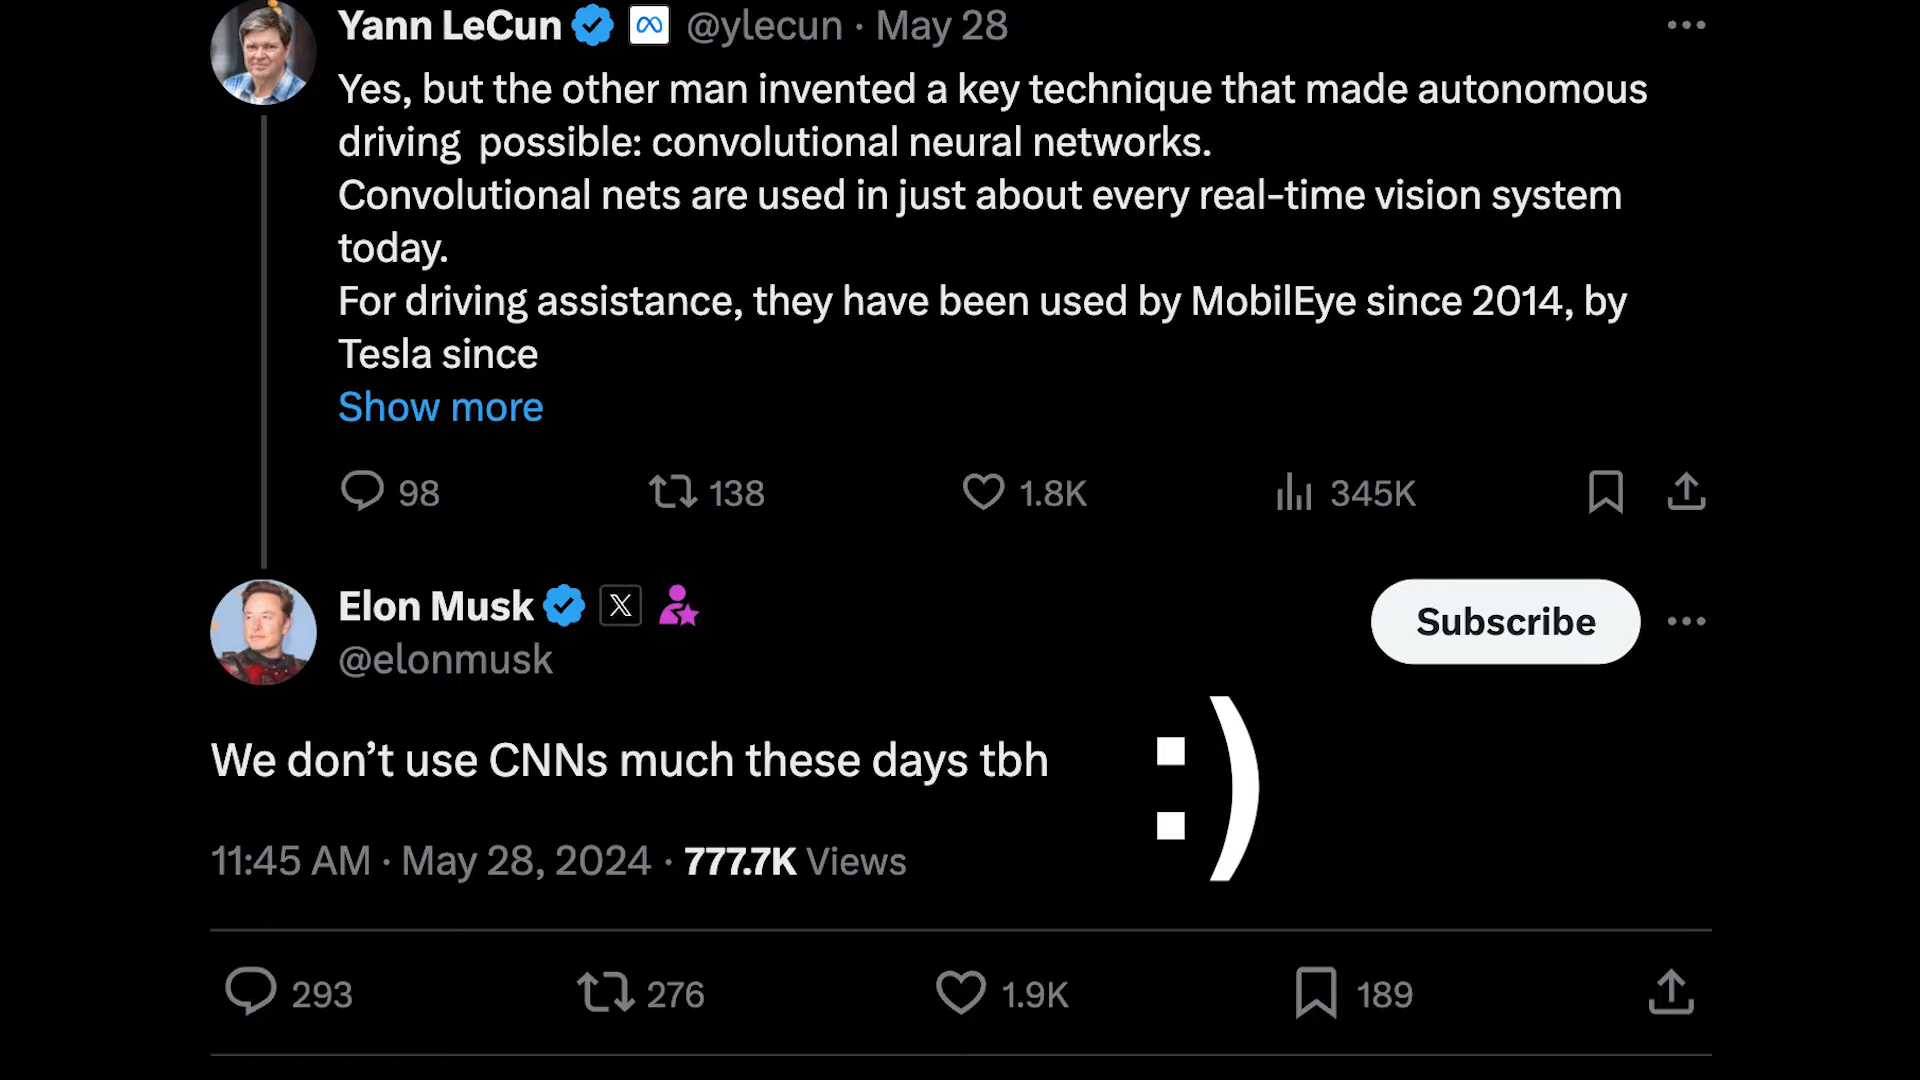 Yann LeCun @ylecun · May 28
Yes, but the other man invented a key technique that made autonomous
driving  possible: convolutional neural networks.
Convolutional nets are used in just about every real-time vision system
today.
For driving assistance, they have been used by MobilEye since 2014, by
Tesla since
Show more
98 138 1.8K 345K
Elon Musk
@elonmusk
Subscribe
We don’t use CNNs much these days tbh
:)
11:45 AM · May 28, 2024 · 777.7K Views
293 276 1.9K 189